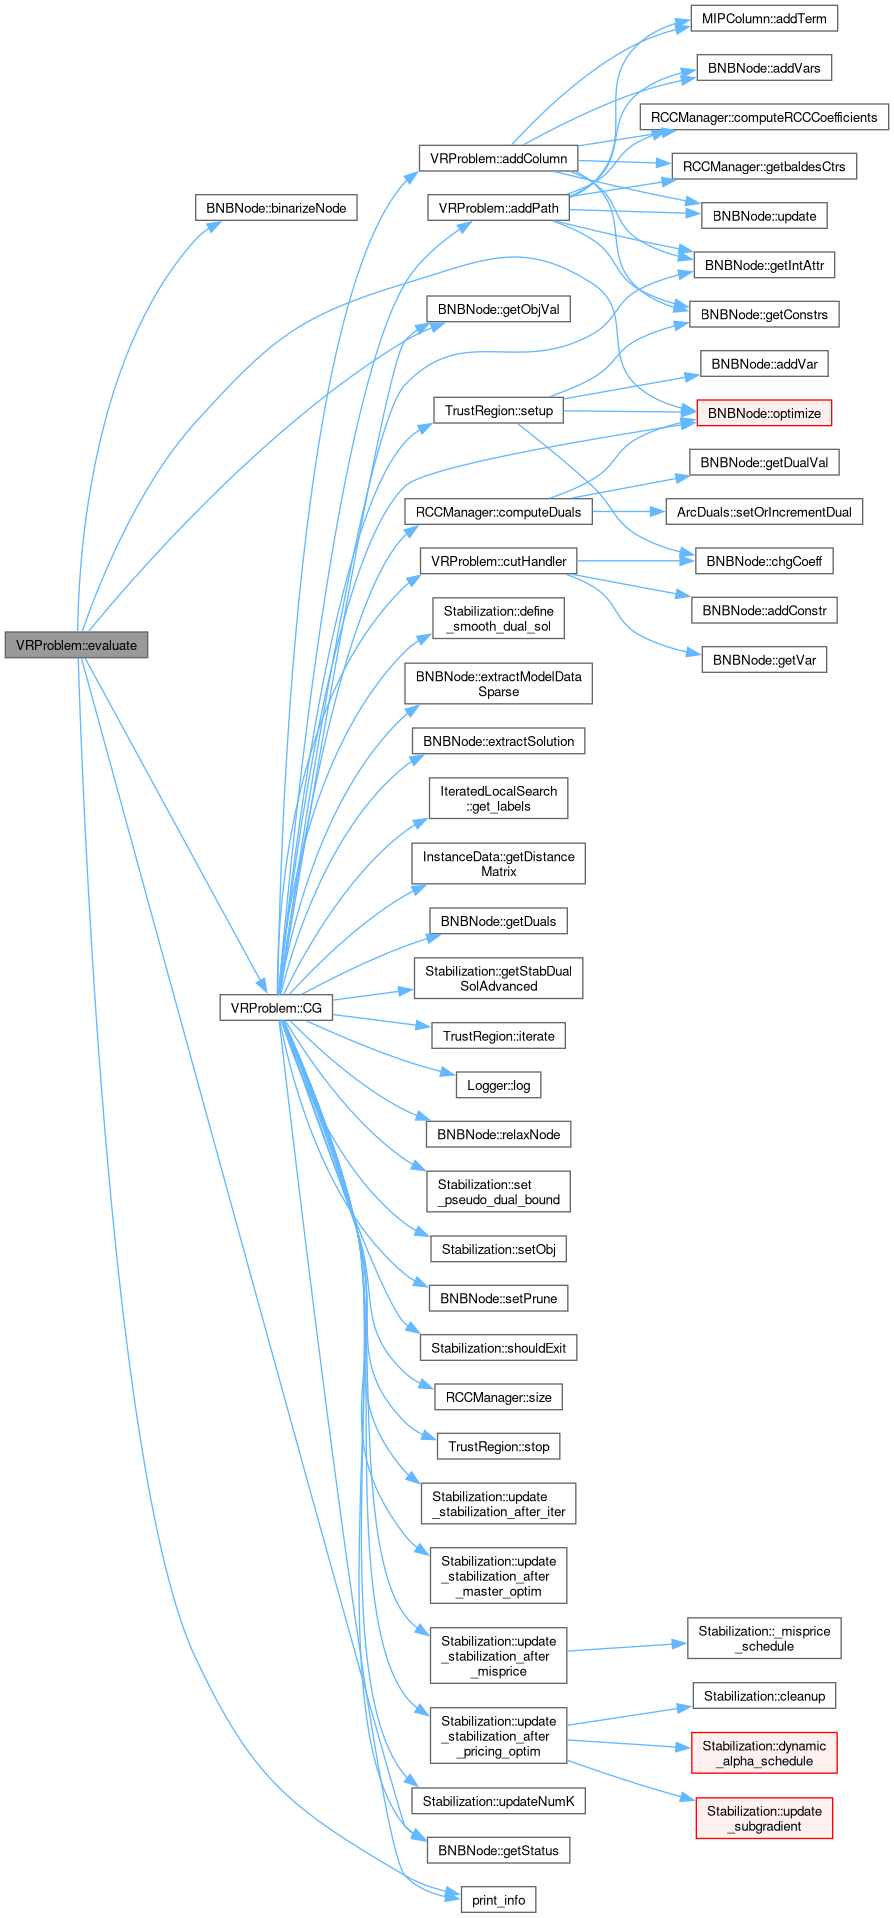 MIPColumn::addTerm
BNBNode::addVars
RCCManager::computeRCCCoefficients
VRProblem::addColumn
RCCManager::getbaldesCtrs
BNBNode::binarizeNode
VRProblem::addPath
BNBNode::update
BNBNode::getIntAttr
BNBNode::getObjVal
BNBNode::getConstrs
BNBNode::addVar
TrustRegion::setup
BNBNode::optimize
BNBNode::getDualVal
RCCManager::computeDuals
ArcDuals::setOrIncrementDual
VRProblem::cutHandler
BNBNode::chgCoeff
Stabilization::define
_smooth_dual_sol
BNBNode::addConstr
VRProblem::evaluate
BNBNode::getVar
BNBNode::extractModelData
Sparse
BNBNode::extractSolution
IteratedLocalSearch
::get_labels
InstanceData::getDistance
Matrix
BNBNode::getDuals
Stabilization::getStabDual
SolAdvanced
VRProblem::CG
TrustRegion::iterate
Logger::log
BNBNode::relaxNode
Stabilization::set
_pseudo_dual_bound
Stabilization::setObj
BNBNode::setPrune
Stabilization::shouldExit
RCCManager::size
TrustRegion::stop
Stabilization::update
_stabilization_after_iter
Stabilization::update
_stabilization_after
_master_optim
Stabilization::update
_stabilization_after
_misprice
Stabilization::_misprice
_schedule
Stabilization::update
_stabilization_after
_pricing_optim
Stabilization::cleanup
Stabilization::dynamic
_alpha_schedule
Stabilization::update
_subgradient
Stabilization::updateNumK
BNBNode::getStatus
print_info